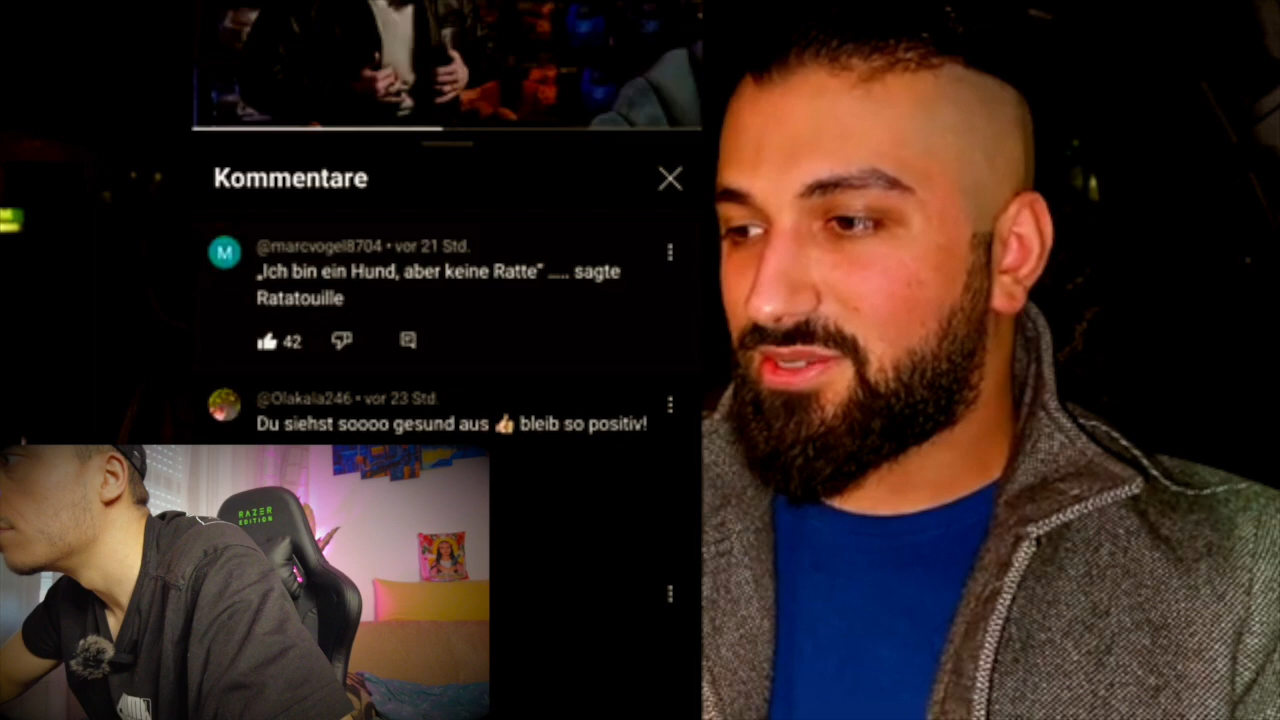 Kommentare
M
@marcvogel8704 • vor 21 Std.
„Ich bin ein Hund, aber keine Ratte“ ..... sagte
Ratatouille
42
@Olakala246 • vor 23 Std.
Du siehst soooo gesund aus 👍🏼 bleib so positiv!
RAZER
EDITION